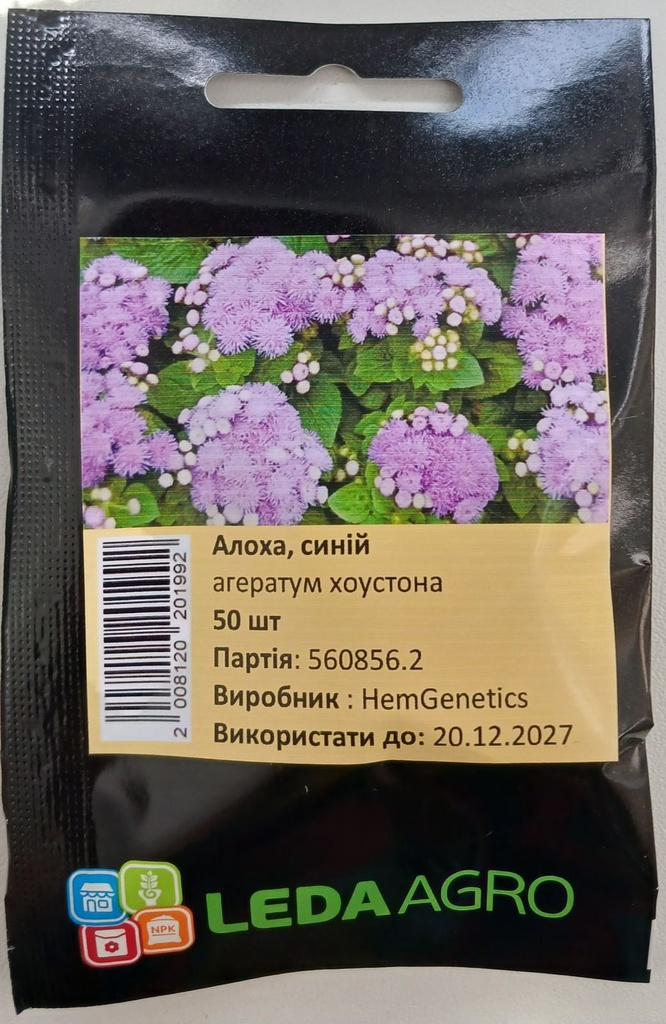 Алоха, синій
агератум хоустона
50 шт
Партія: 560856.2
Виробник : HemGenetics
Використати до: 20.12.2027
2 008120 201992
NPK
LEDA AGRO